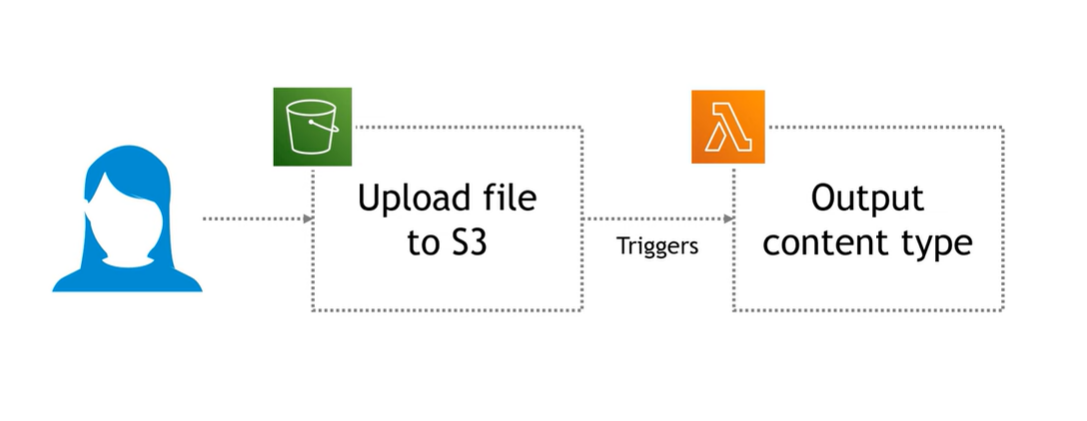 Upload file
to S3
Triggers
Output
content type